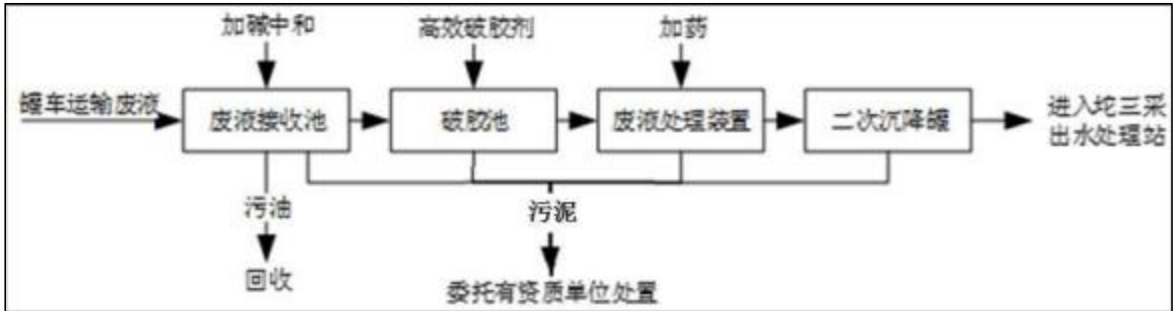 加碱中和
高效破胶剂
加药
罐车运输废液
废液接收池
破胶池
废液处理装置
二次沉降罐
进入坨三采
出水处理站
污油
污泥
回收
委托有资质单位处置